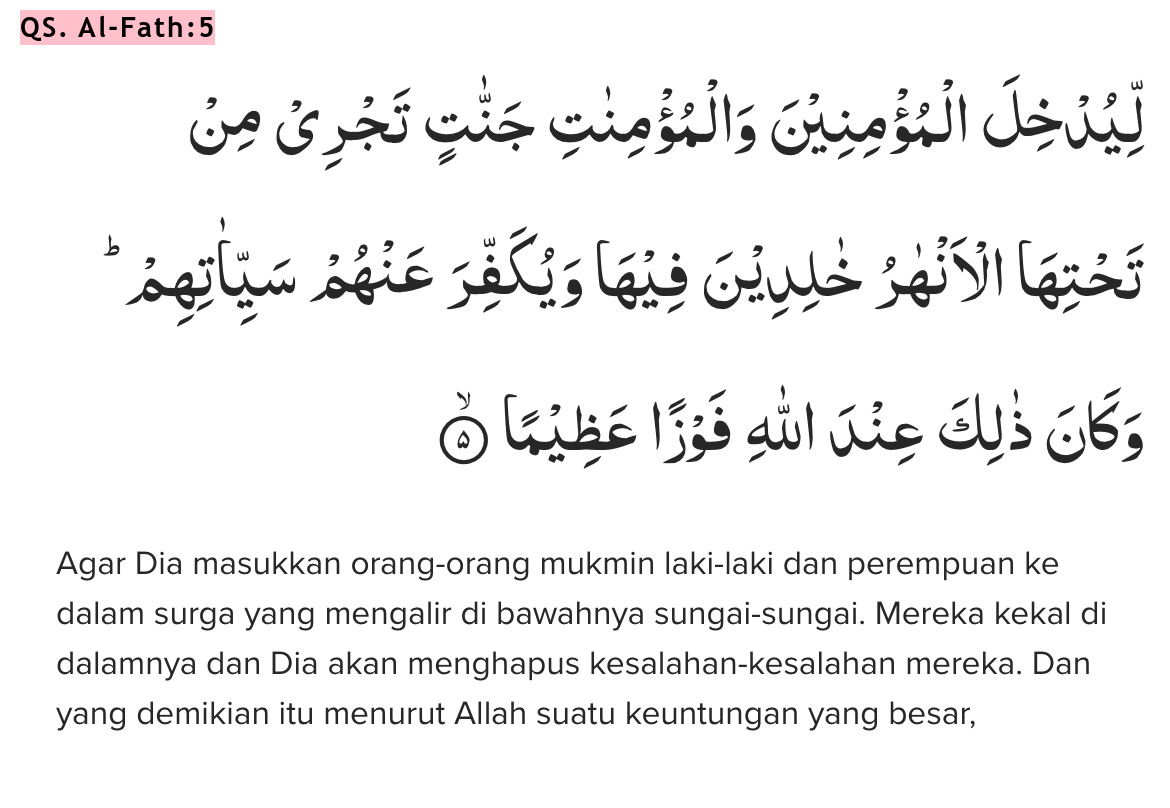 QS. Al-Fath:5
لِّيُدْخِلَ الْمُؤْمِنِيْنَ وَالْمُؤْمِنٰتِ جَنّٰتٍ تَجْرِيْ مِنْ
تَحْتِهَا الْاَنْهٰرُ خٰلِدِيْنَ فِيْهَا وَيُكَفِّرَ عَنْهُمْ سَيِّاٰتِهِمْۗ
وَكَانَ ذٰلِكَ عِنْدَ اللّٰهِ فَوْزًا عَظِيْمًاۙ ۵
Agar Dia masukkan orang-orang mukmin laki-laki dan perempuan ke
dalam surga yang mengalir di bawahnya sungai-sungai. Mereka kekal di
dalamnya dan Dia akan menghapus kesalahan-kesalahan mereka. Dan
yang demikian itu menurut Allah suatu keuntungan yang besar,